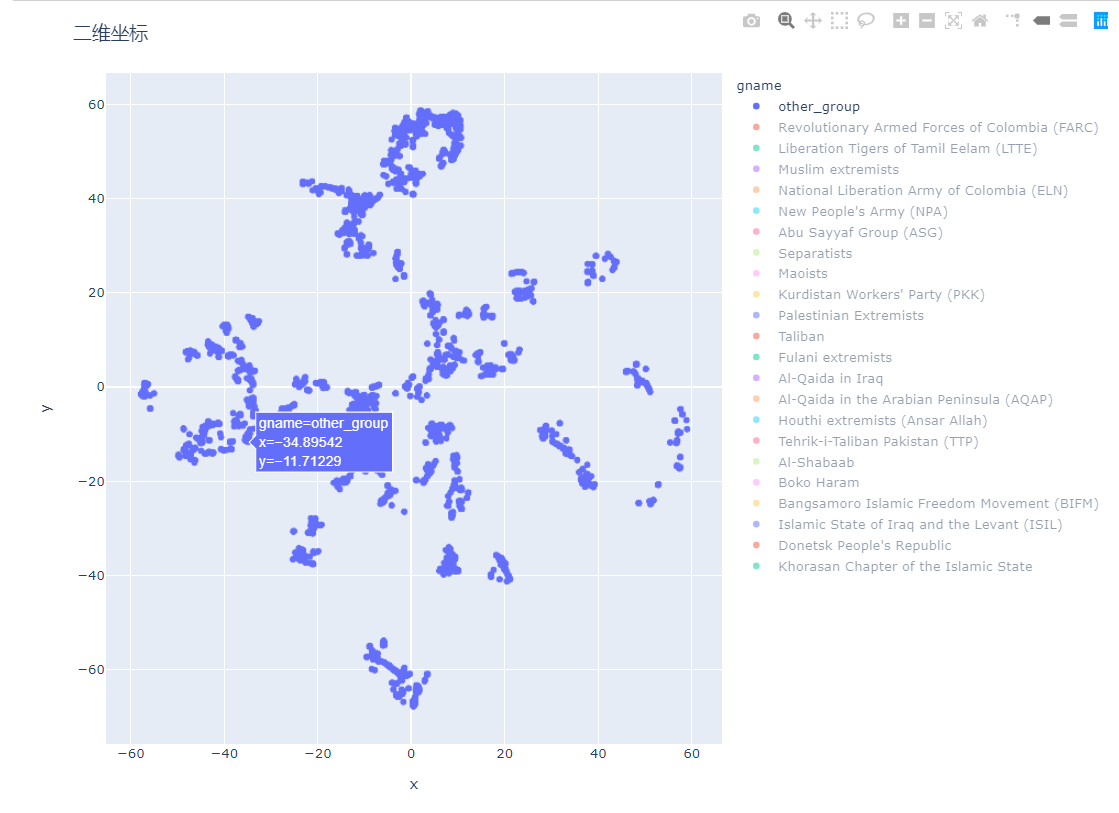 二维坐标
gname
other_group
Revolutionary Armed Forces of Colombia (FARC)
Liberation Tigers of Tamil Eelam (LTTE)
Muslim extremists
National Liberation Army of Colombia (ELN)
New People's Army (NPA)
Abu Sayyaf Group (ASG)
Separatists
Maoists
Kurdistan Workers' Party (PKK)
Palestinian Extremists
Taliban
Fulani extremists
Al-Qaida in Iraq
Al-Qaida in the Arabian Peninsula (AQAP)
Houthi extremists (Ansar Allah)
Tehrik-i-Taliban Pakistan (TTP)
Al-Shabaab
Boko Haram
Bangsamoro Islamic Freedom Movement (BIFM)
Islamic State of Iraq and the Levant (ISIL)
Donetsk People's Republic
Khorasan Chapter of the Islamic State
60
40
20
0
−20
−40
−60
y
gname=other_group
x=−34.89542
y=−11.71229
−60
−40
−20
0
20
40
60
x